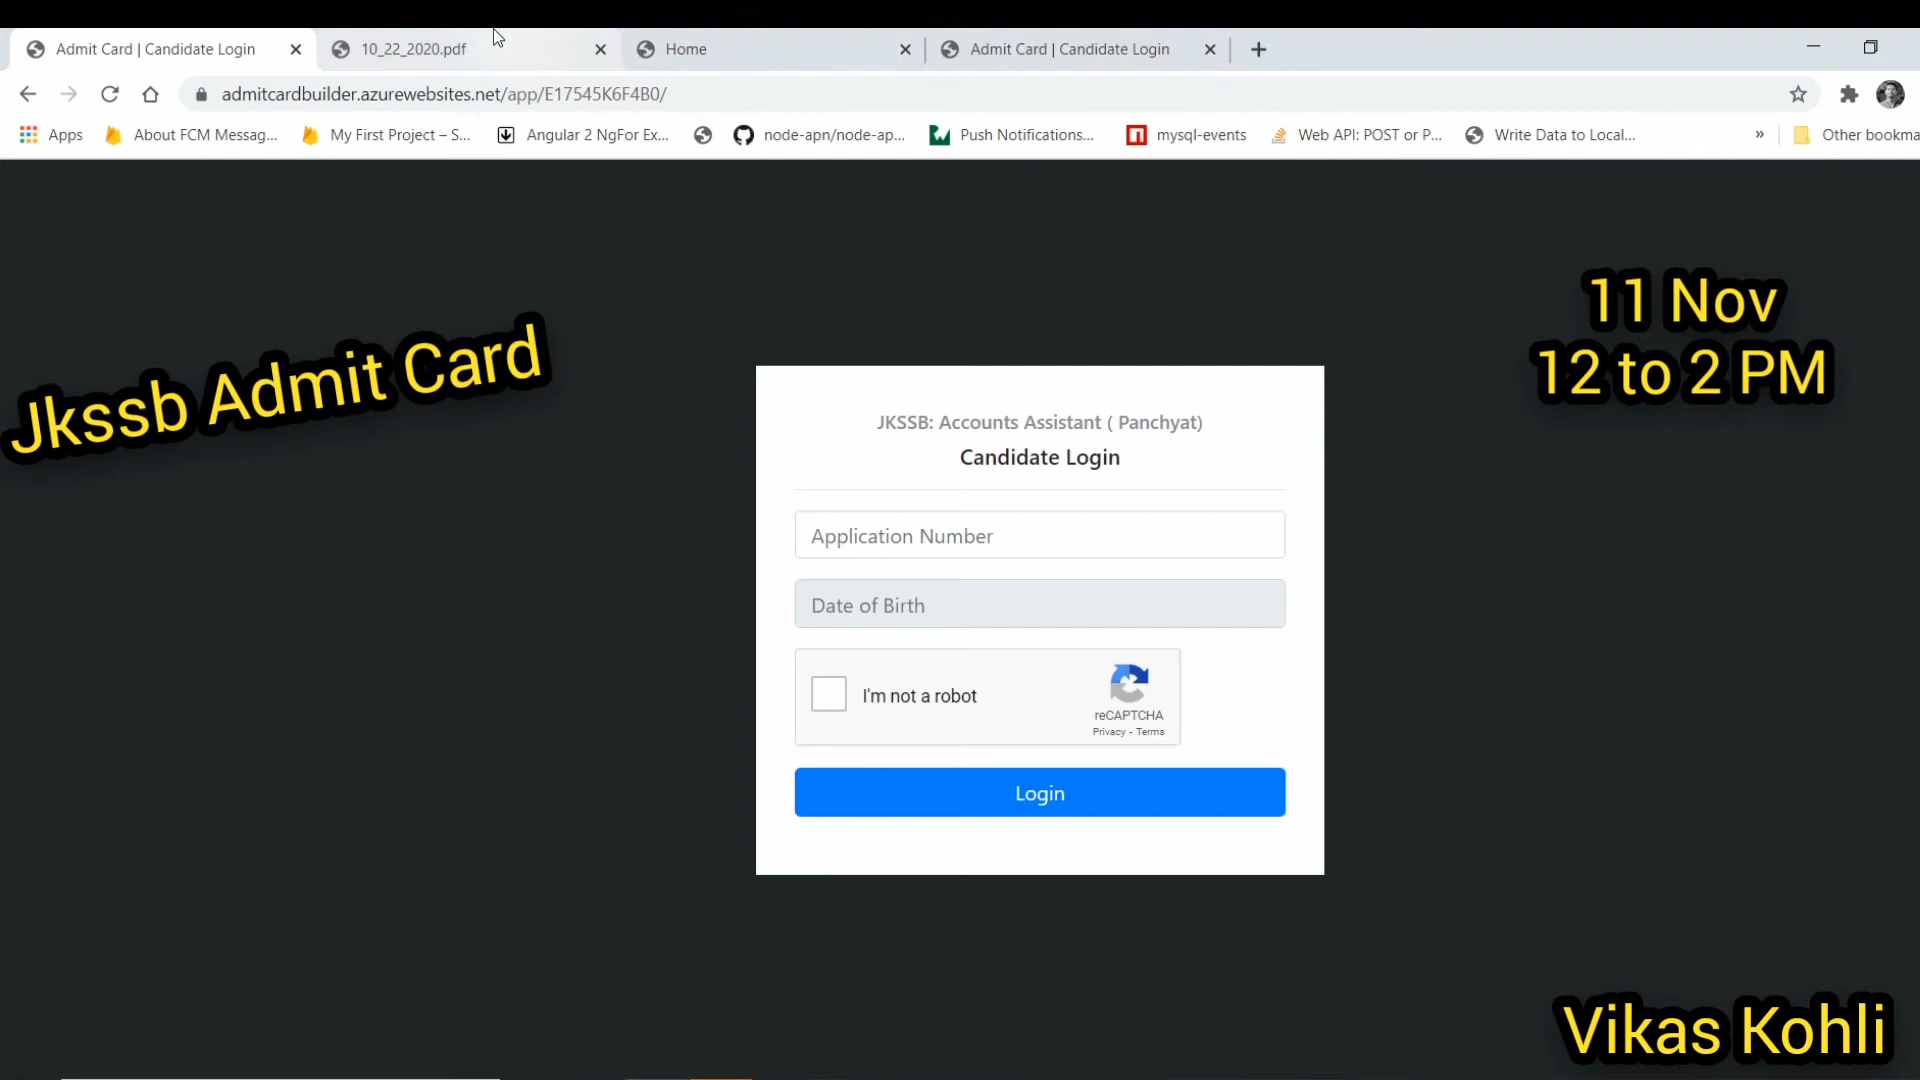 Admit Card | Candidate Login
10_22_2020.pdf
Home
Admit Card | Candidate Login
admitcardbuilder.azurewebsites.net/app/E17545K6F4B0/
Apps
About FCM Messag...
My First Project – S...
Angular 2 NgFor Ex...
node-apn/node-ap...
Push Notifications...
mysql-events
Web API: POST or P...
Write Data to Local...
»
Other bookma
Jkssb Admit Card
11 Nov
12 to 2 PM
JKSSB: Accounts Assistant ( Panchyat)
Candidate Login
Application Number
Date of Birth
I'm not a robot
reCAPTCHA
Privacy - Terms
Login
Vikas Kohli